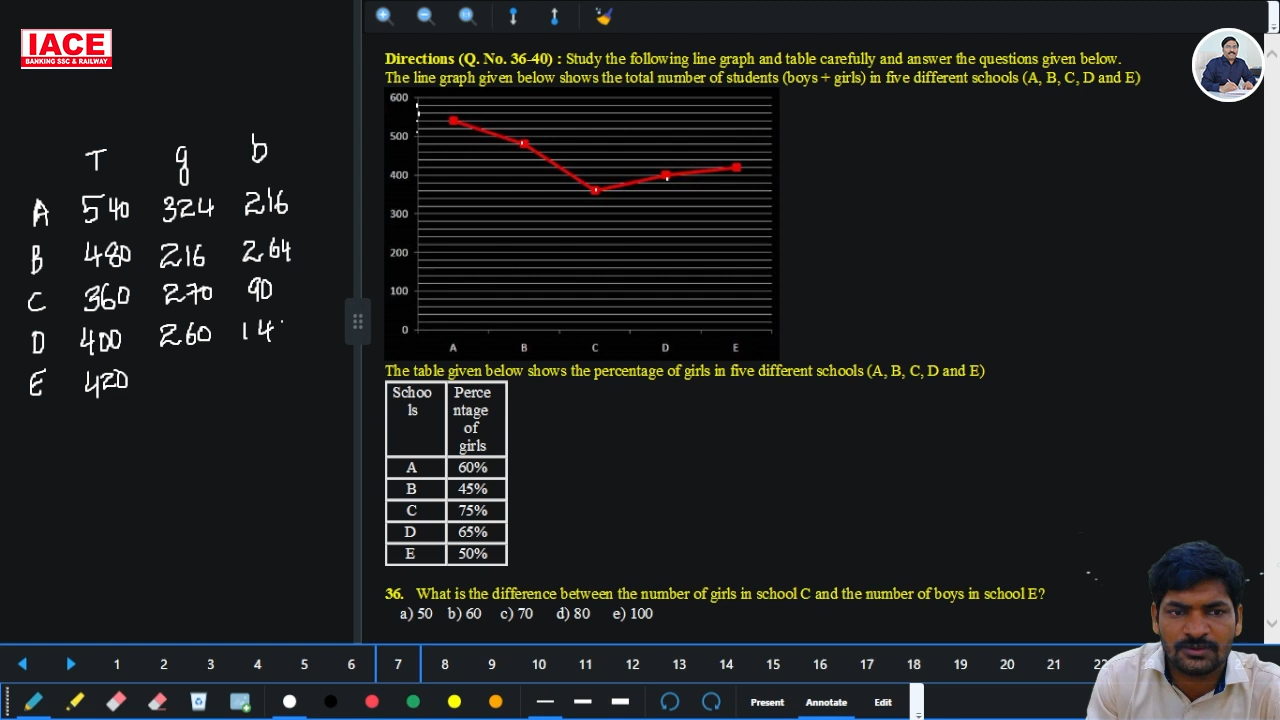 IACE
BANKING SSC & RAILWAY
Directions (Q. No. 36-40) : Study the following line graph and table carefully and answer the questions given below.
The line graph given below shows the total number of students (boys + girls) in five different schools (A, B, C, D and E)
600
500
400
300
200
100
0
A B C D E
T g b
A 540 324 216
B 480 216 264
C 360 270 90
D 400 260 14
E 420
The table given below shows the percentage of girls in five different schools (A, B, C, D and E)
Schoo Perce
ls ntage
of
girls
A 60%
B 45%
C 75%
D 65%
E 50%
36. What is the difference between the number of girls in school C and the number of boys in school E?
a) 50 b) 60 c) 70 d) 80 e) 100
1 2 3 4 5 6 7 8 9 10 11 12 13 14 15 16 17 18 19 20 21 22
Present Annotate Edit